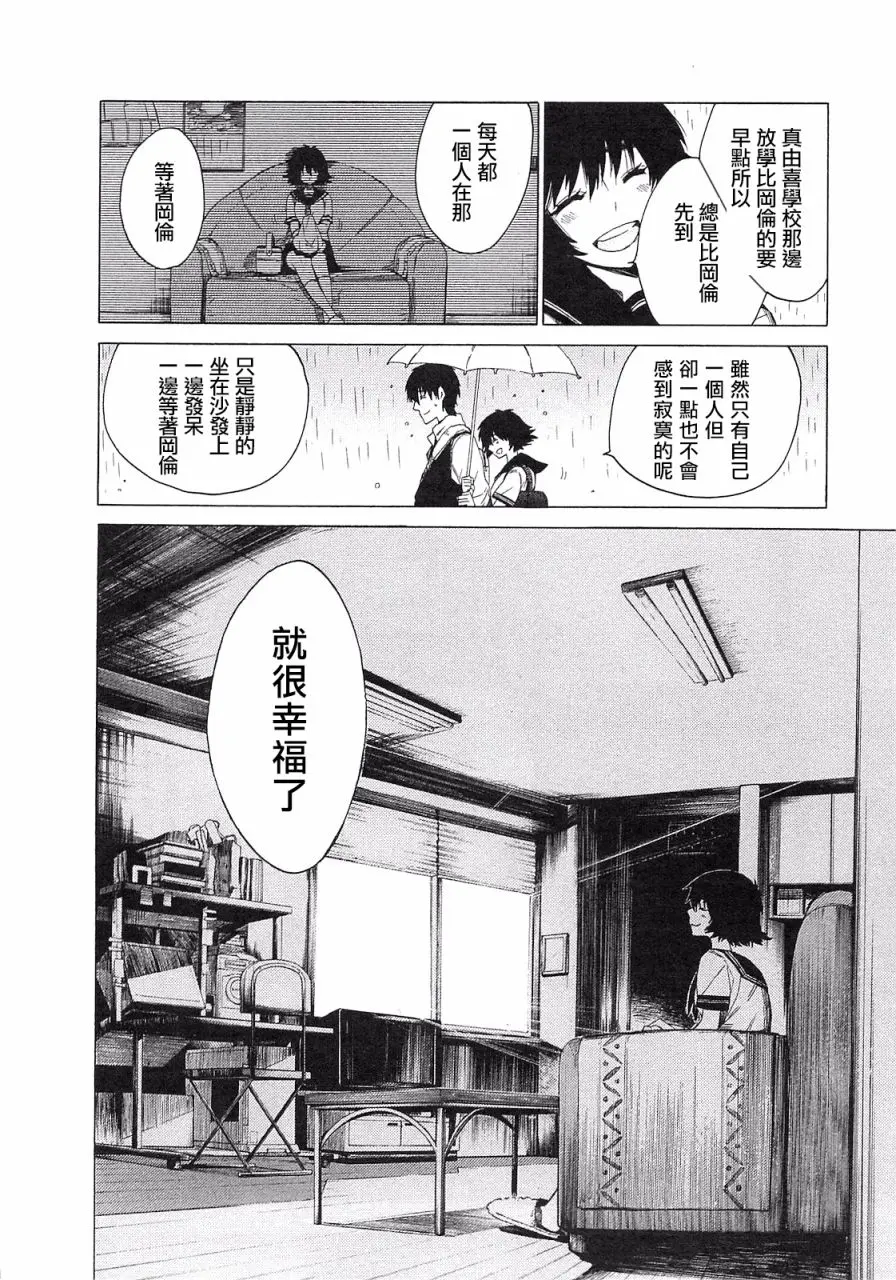 真由喜學校那邊
放學比岡倫的要
早點所以
總是比岡倫
先到
每天都
一個人在那
等著岡倫
雖然只有自己
一個人但
卻一點也不會
感到寂寞的呢
只是靜靜的
坐在沙發上
一邊發呆
一邊等著岡倫
就很幸福了